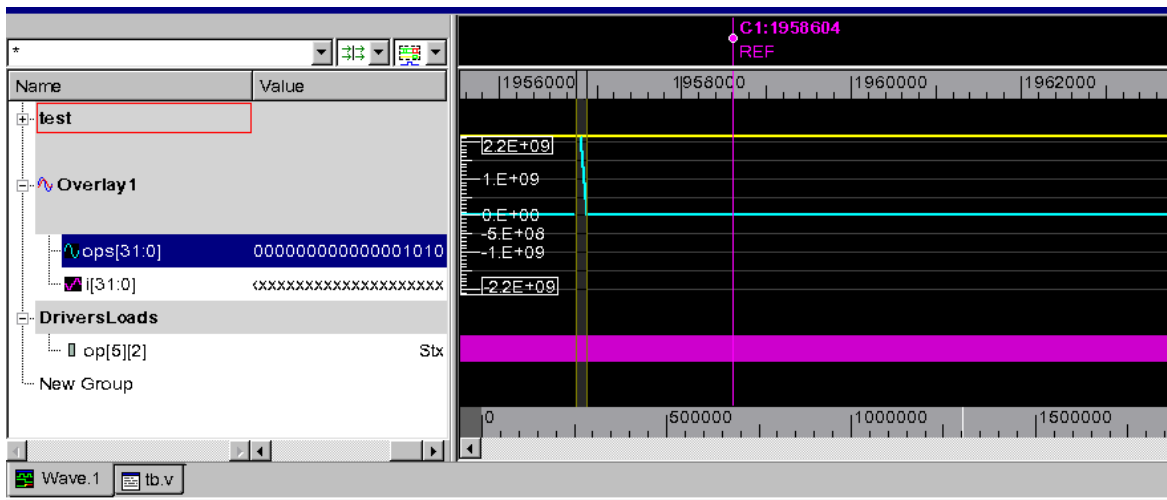 C1:1958604
REF
*
Name Value
1956000 1958000 1960000 1962000
test
2.2E+09
Overlay1
-1.E+09
0.E+00
-5.E+08
ops[31:0] 000000000000001010
-1.E+09
i[31:0] xxxxxxxxxxxxxxxxxxxxx
-2.2E+09
DriversLoads
op[5][2] Stx
New Group
0 500000 1000000 1500000
Wave.1 tb.v